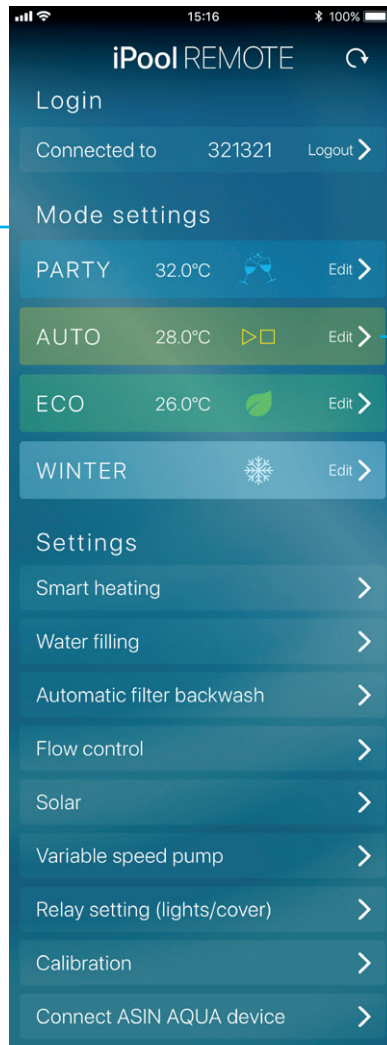 15:16 100%
iPool REMOTE
Login
Connected to 321321 Logout
Mode settings
PARTY 32.0°C Edit
AUTO 28.0°C Edit
ECO 26.0°C Edit
WINTER Edit
Settings
Smart heating
Water filling
Automatic filter backwash
Flow control
Solar
Variable speed pump
Relay setting (lights/cover)
Calibration
Connect ASIN AQUA device